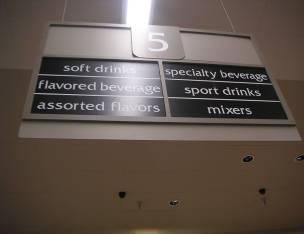 5
soft drinks
flavored beverage
assorted flavors
specialty beverage
sport drinks
mixers